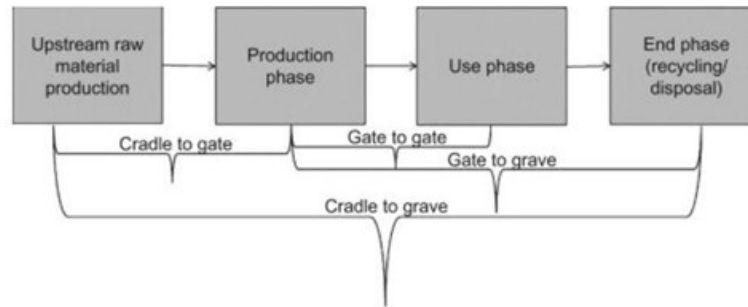 Upstream raw
material
production
Production
phase
Use phase
End phase
(recycling/
disposal)
Cradle to gate
Gate to gate
Gate to grave
Cradle to grave